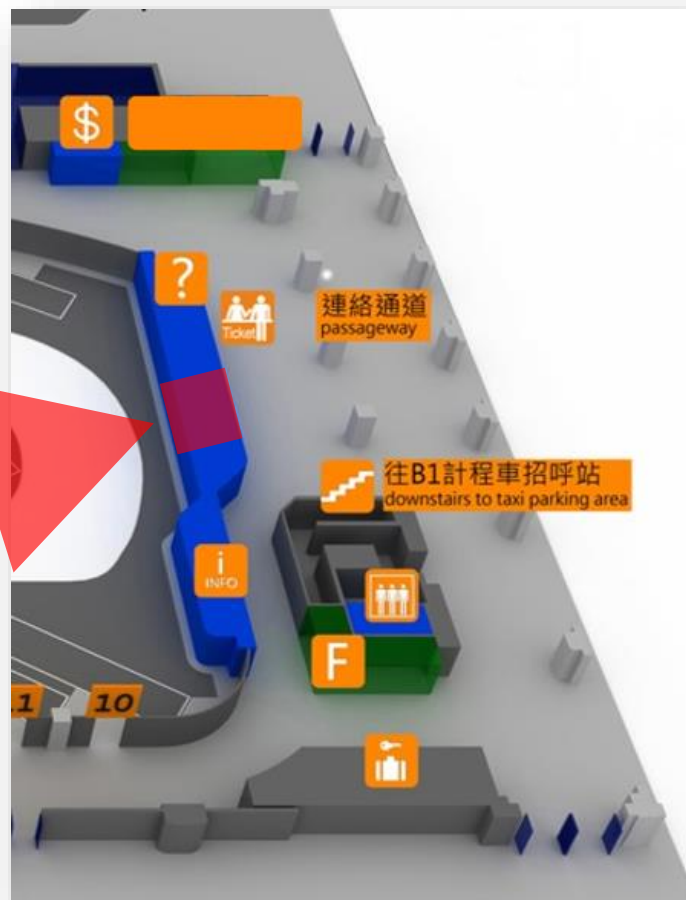 $
?
Ticket
連絡通道
passageway
往B1計程車招呼站
downstairs to taxi parking area
i
INFO
F
11
10